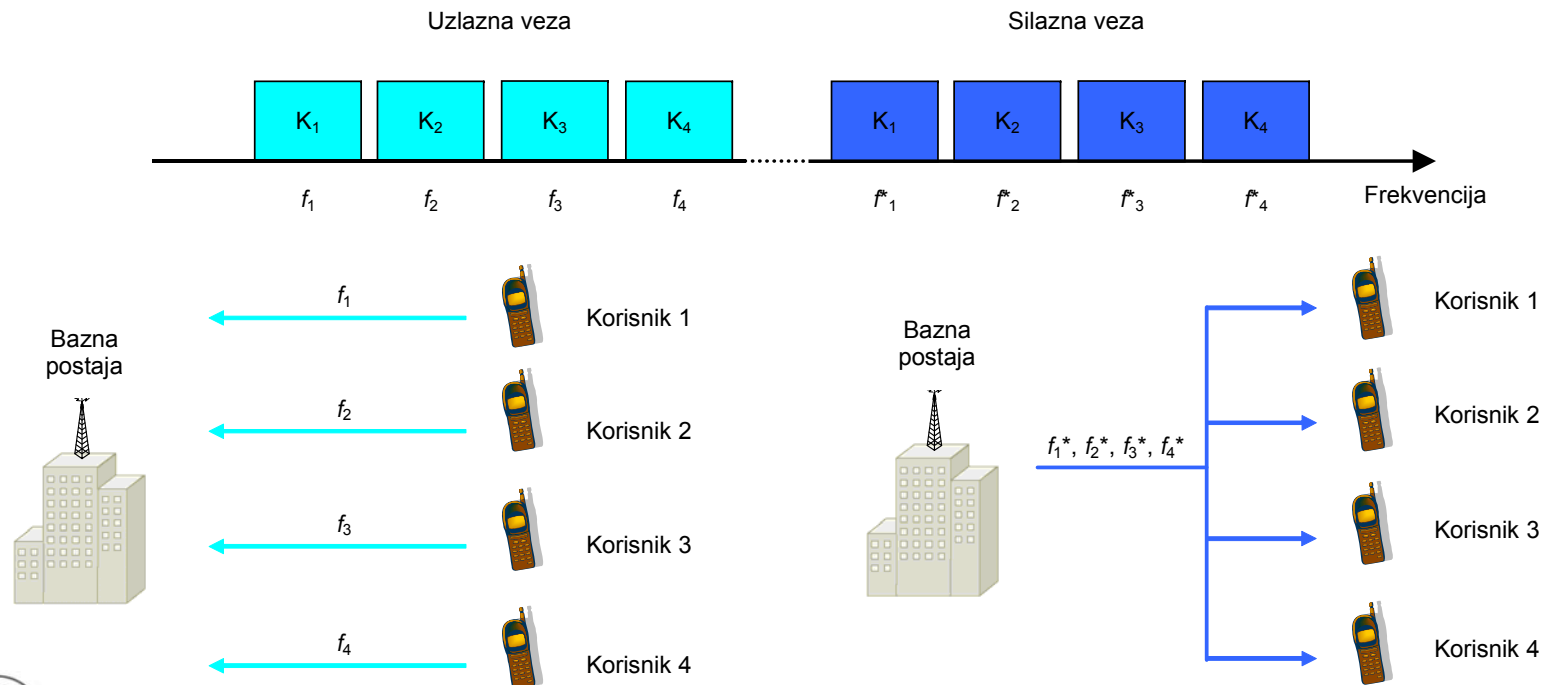 Uzlazna veza
Silazna veza
K₁ K₂ K₃ K₄ K₁ K₂ K₃ K₄
f₁ f₂ f₃ f₄ f*₁ f*₂ f*₃ f*₄ Frekvencija
Bazna
postaja
f₁ Korisnik 1
f₂ Korisnik 2
f₃ Korisnik 3
f₄ Korisnik 4
Bazna
postaja
f₁*, f₂*, f₃*, f₄*
Korisnik 1
Korisnik 2
Korisnik 3
Korisnik 4